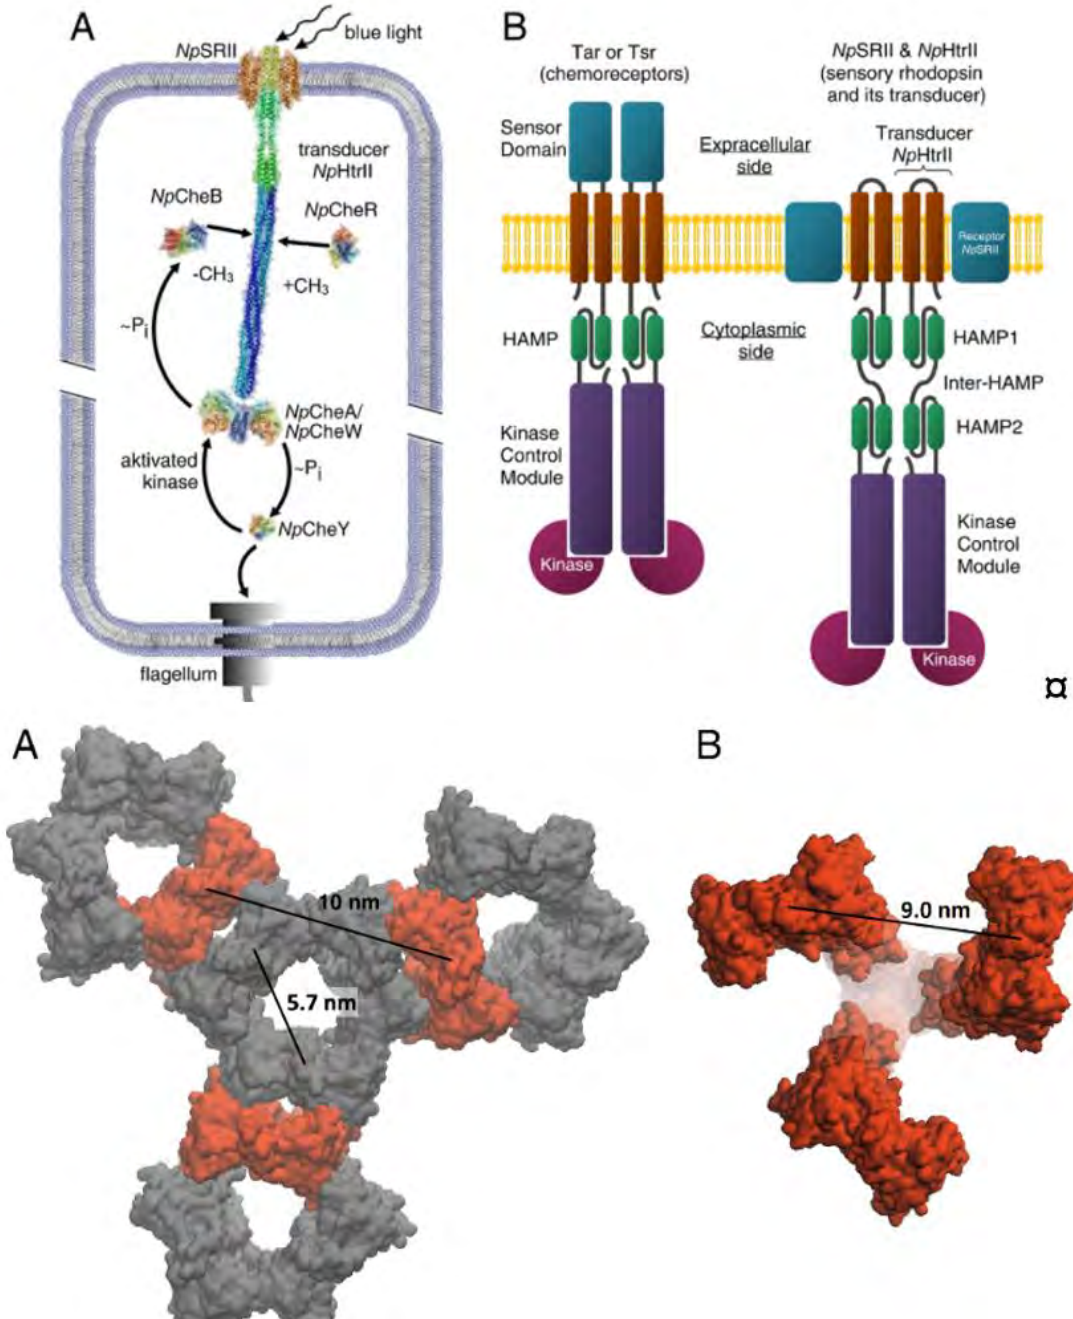 A
NpSRII
blue light
transducer
NpHtrII
NpCheB
NpCheR
-CH3
+CH3
~Pi
NpCheA/
NpCheW
aktivated
kinase
~Pi
NpCheY
flagellum
B
Tar or Tsr
(chemoreceptors)
NpSRII & NpHtrII
(sensory rhodopsin
and its transducer)
Sensor
Domain
Expracellular
side
Transducer
NpHtrII
Receptor
NpSRII
HAMP
Cytoplasmic
side
HAMP1
Inter-HAMP
HAMP2
Kinase
Control
Module
Kinase
Kinase
Control
Module
Kinase
¤
A
10 nm
5.7 nm
B
9.0 nm